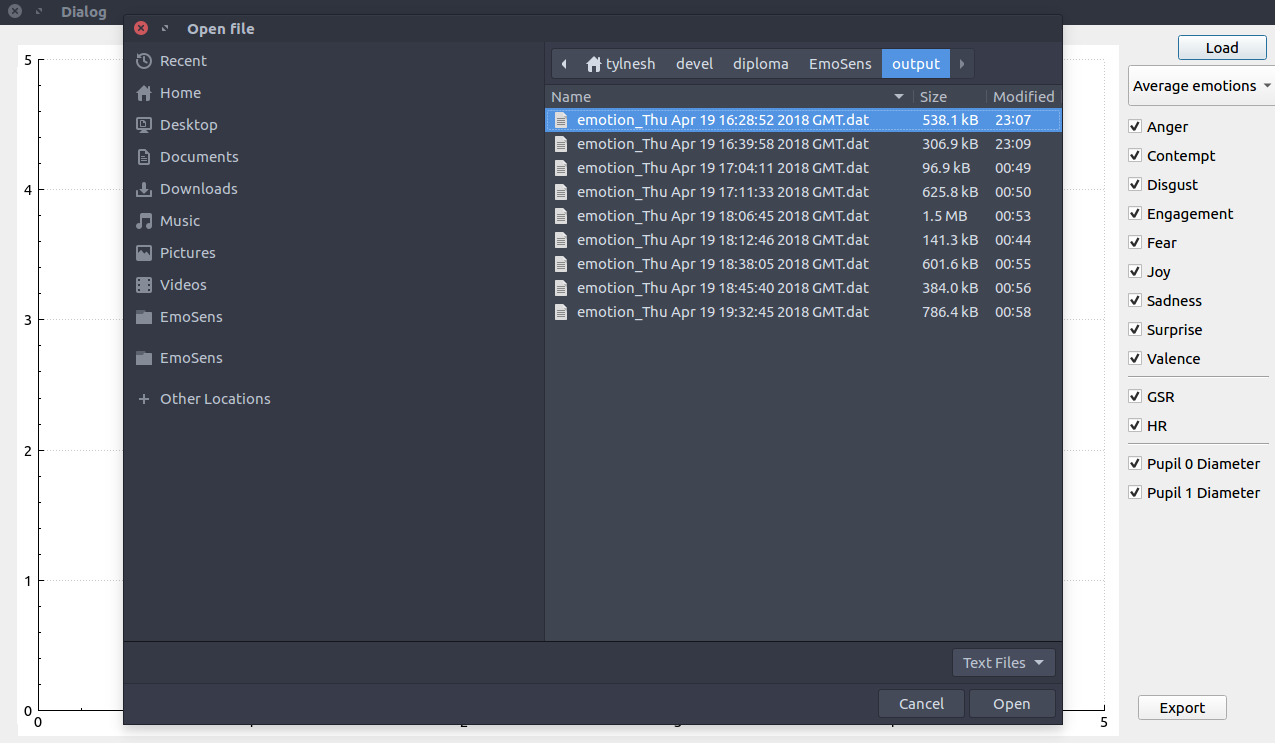 Dialog
Open file
Recent
Home
Desktop
Documents
Downloads
Music
Pictures
Videos
EmoSens
EmoSens
Other Locations
tylnesh devel diploma EmoSens output
Name Size Modified
emotion_Thu Apr 19 16:28:52 2018 GMT.dat 538.1 kB 23:07
emotion_Thu Apr 19 16:39:58 2018 GMT.dat 306.9 kB 23:09
emotion_Thu Apr 19 17:04:11 2018 GMT.dat 96.9 kB 00:49
emotion_Thu Apr 19 17:11:33 2018 GMT.dat 625.8 kB 00:50
emotion_Thu Apr 19 18:06:45 2018 GMT.dat 1.5 MB 00:53
emotion_Thu Apr 19 18:12:46 2018 GMT.dat 141.3 kB 00:44
emotion_Thu Apr 19 18:38:05 2018 GMT.dat 601.6 kB 00:55
emotion_Thu Apr 19 18:45:40 2018 GMT.dat 384.0 kB 00:56
emotion_Thu Apr 19 19:32:45 2018 GMT.dat 786.4 kB 00:58
Text Files
Cancel Open
5
4
3
2
1
0
0 5
Load
Average emotions
Anger
Contempt
Disgust
Engagement
Fear
Joy
Sadness
Surprise
Valence
GSR
HR
Pupil 0 Diameter
Pupil 1 Diameter
Export